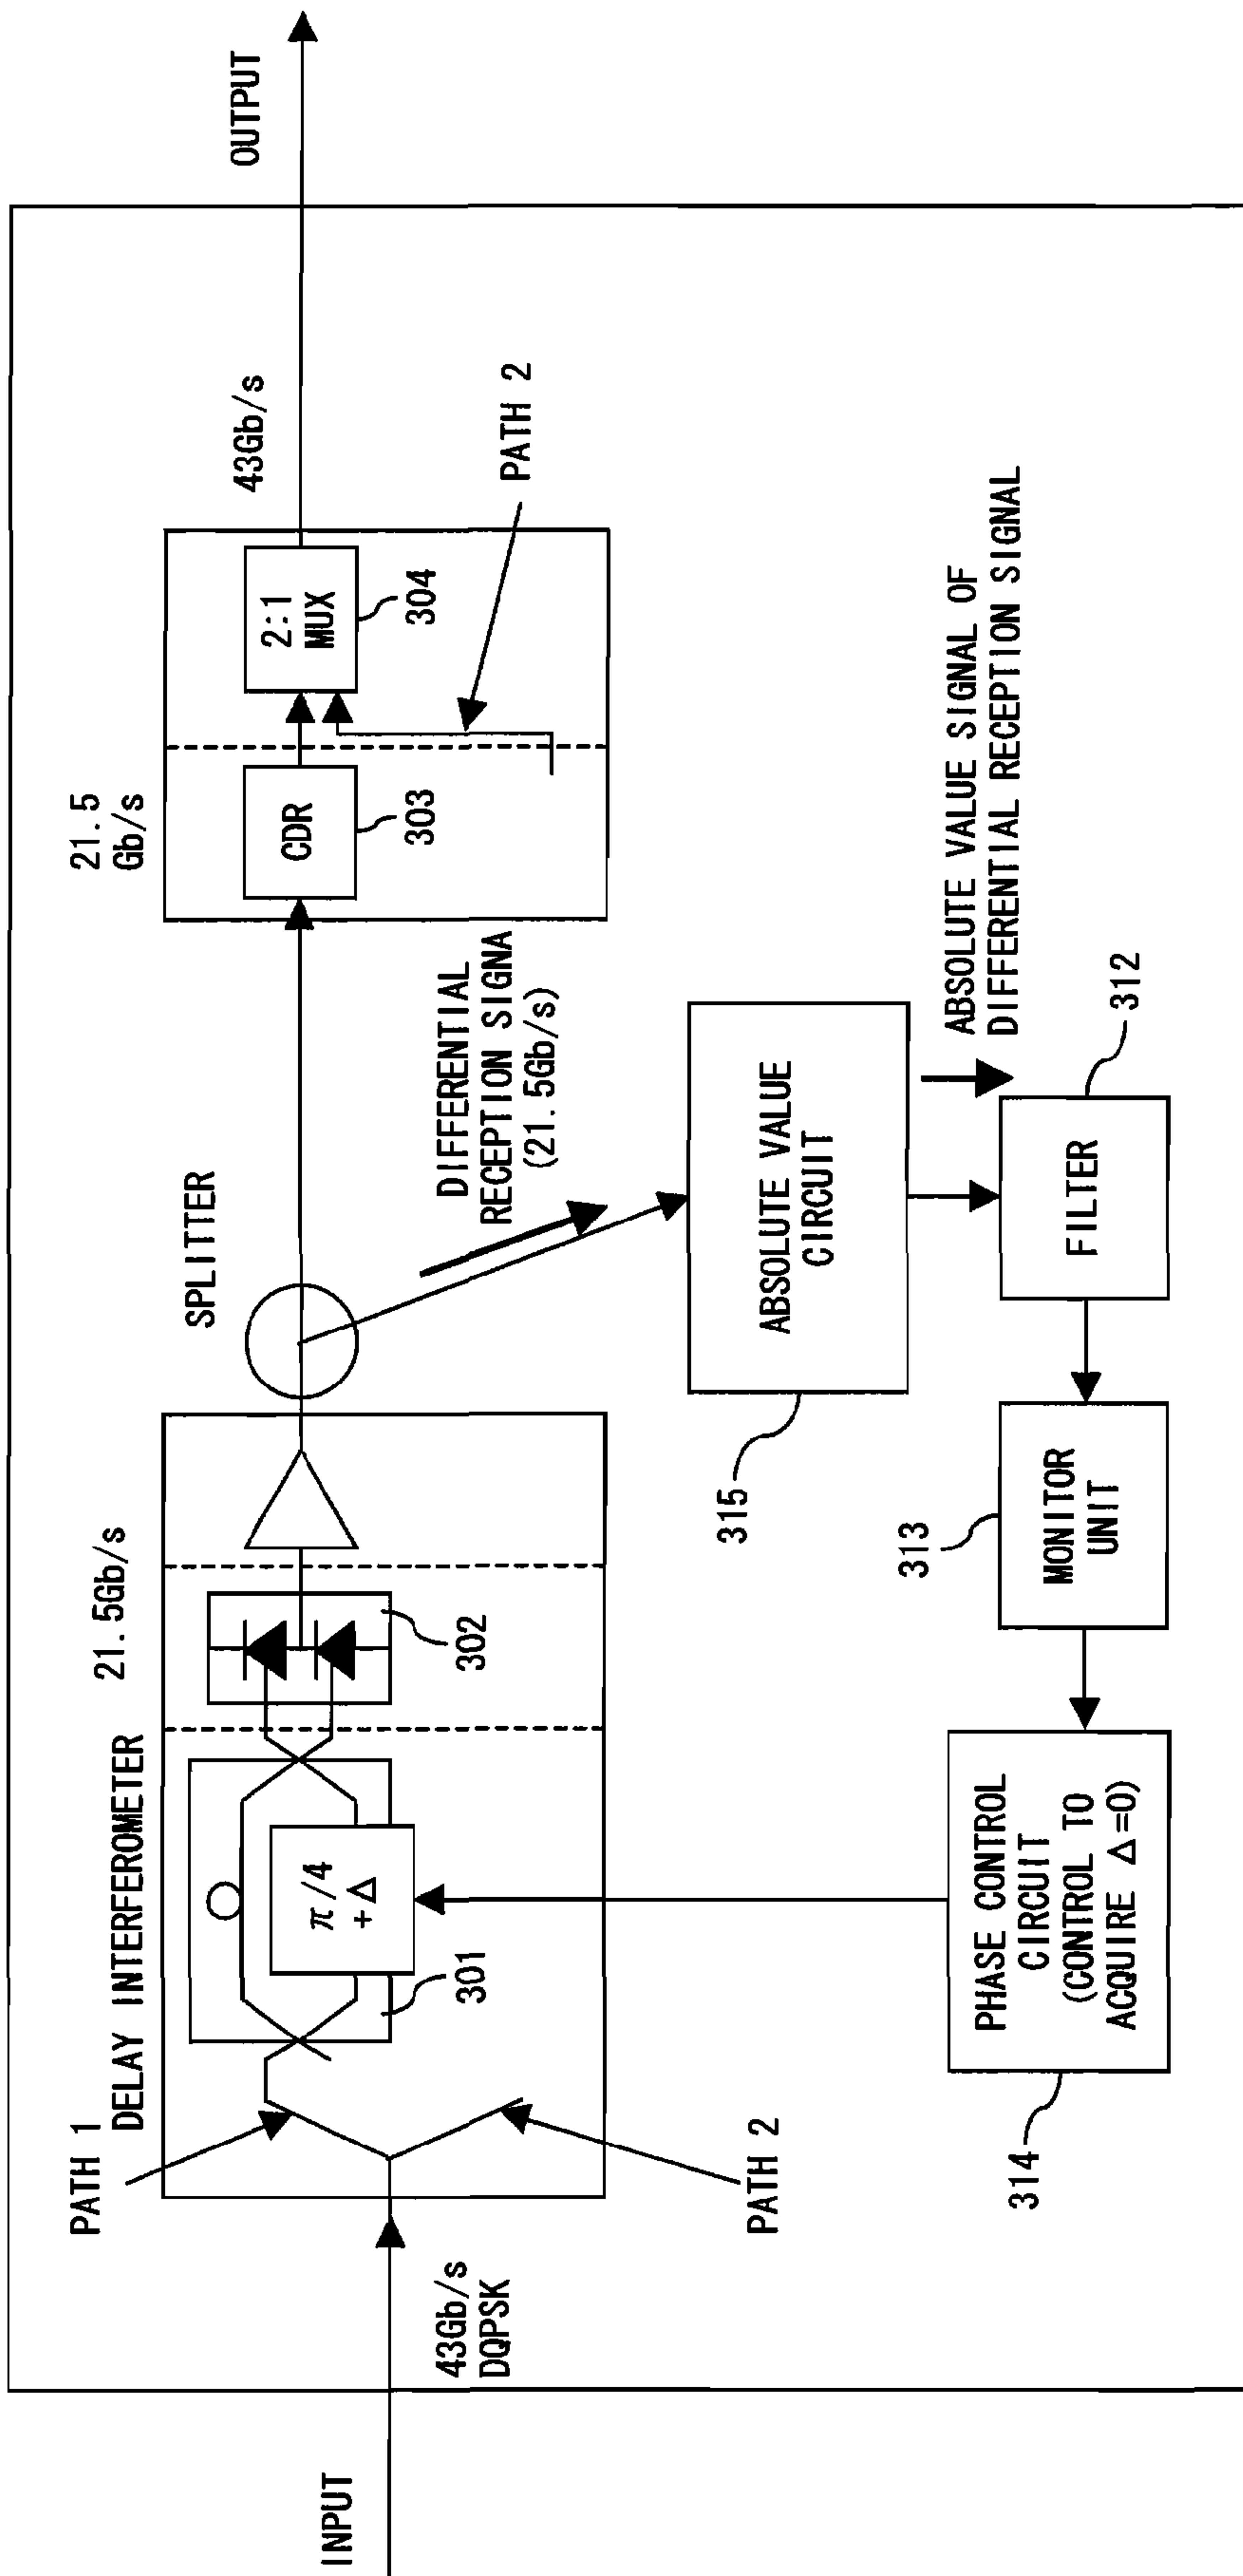 INPUT
43Gb/s
DQPSK
PATH 1
PATH 2
DELAY INTERFEROMETER
π/4
+Δ
301
21.5Gb/s
302
SPLITTER
DIFFERENTIAL
RECEPTION SIGNA
(21.5Gb/s)
21.5
Gb/s
CDR
303
2:1
MUX
304
PATH 2
43Gb/s
OUTPUT
ABSOLUTE VALUE
CIRCUIT
315
ABSOLUTE VALUE SIGNAL OF
DIFFERENTIAL RECEPTION SIGNAL
FILTER
312
MONITOR
UNIT
313
PHASE CONTROL
CIRCUIT
(CONTROL TO
ACQUIRE Δ=0)
314